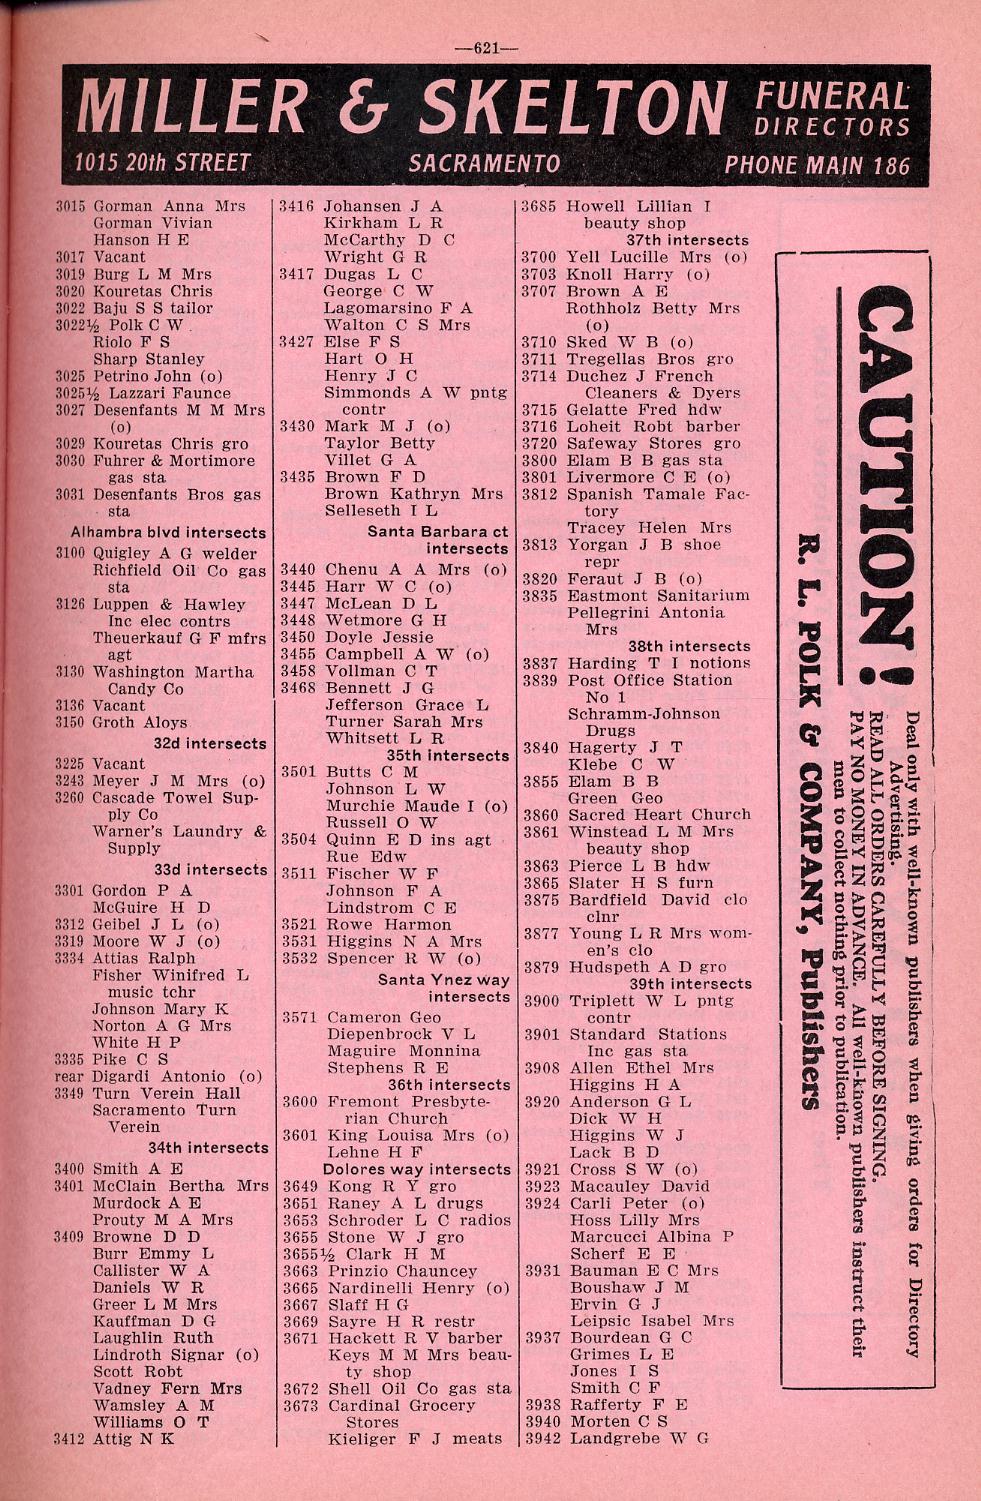 —621—
MILLER & SKELTON FUNERAL DIRECTORS
1015 20th STREET SACRAMENTO PHONE MAIN 186
3015 Gorman Anna Mrs
Gorman Vivian
Hanson H E
3017 Vacant
3019 Burg L M Mrs
3020 Kouretas Chris
3022 Baju S S tailor
3022½ Polk C W
Riolo F S
Sharp Stanley
3025 Petrino John (o)
3025½ Lazzari Faunce
3027 Desenfants M M Mrs
(o)
3029 Kouretas Chris gro
3030 Fuhrer & Mortimore
gas sta
3031 Desenfants Bros gas
sta
Alhambra blvd intersects
3100 Quigley A G welder
Richfield Oil Co gas
sta
3126 Luppen & Hawley
Inc elec contrs
Theuerkauf G F mfrs
agt
3130 Washington Martha
Candy Co
3136 Vacant
3150 Groth Aloys
32d intersects
3225 Vacant
3243 Meyer J M Mrs (o)
3260 Cascade Towel Sup-
ply Co
Warner's Laundry &
Supply
33d intersects
3301 Gordon P A
McGuire H D
3312 Geibel J L (o)
3319 Moore W J (o)
3334 Attias Ralph
Fisher Winifred L
music tchr
Johnson Mary K
Norton A G Mrs
White H P
3335 Pike C S
rear Digardi Antonio (o)
3349 Turn Verein Hall
Sacramento Turn
Verein
34th intersects
3400 Smith A E
3401 McClain Bertha Mrs
Murdock A E
Prouty M A Mrs
3409 Browne D D
Burr Emmy L
Callister W A
Daniels W R
Greer L M Mrs
Kauffman D G
Laughlin Ruth
Lindroth Signar (o)
Scott Robt
Vadney Fern Mrs
Wamsley A M
Williams O T
3412 Attig N K
3416 Johansen J A
Kirkham L R
McCarthy D C
Wright G R
3417 Dugas L C
George C W
Lagomarsino F A
Walton C S Mrs
3427 Else F S
Hart O H
Henry J C
Simmonds A W pntg
contr
3430 Mark M J (o)
Taylor Betty
Villet G A
3435 Brown F D
Brown Kathryn Mrs
Selleseth I L
Santa Barbara ct
intersects
3440 Chenu A A Mrs (o)
3445 Harr W C (o)
3447 McLean D L
3448 Wetmore G H
3450 Doyle Jessie
3455 Campbell A W (o)
3458 Vollman C T
3468 Bennett J G
Jefferson Grace L
Turner Sarah Mrs
Whitsett L R
35th intersects
3501 Butts C M
Johnson L W
Murchie Maude I (o)
Russell O W
3504 Quinn E D ins agt
Rue Edw
3511 Fischer W F
Johnson F A
Lindstrom C E
3521 Rowe Harmon
3531 Higgins N A Mrs
3532 Spencer R W (o)
Santa Ynez way
intersects
3571 Cameron Geo
Diepenbrock V L
Maguire Monnina
Stephens R E
36th intersects
3600 Fremont Presbyte-
rian Church
3601 King Louisa Mrs (o)
Lehne H F
Dolores way intersects
3649 Kong R Y gro
3651 Raney A L drugs
3653 Schroder L C radios
3655 Stone W J gro
3655½ Clark H M
3663 Prinzio Chauncey
3665 Nardinelli Henry (o)
3667 Slaff H G
3669 Sayre H R restr
3671 Hackett R V barber
Keys M M Mrs beau-
ty shop
3672 Shell Oil Co gas sta
3673 Cardinal Grocery
Stores
Kieliger F J meats
3685 Howell Lillian I
beauty shop
37th intersects
3700 Yell Lucille Mrs (o)
3703 Knoll Harry (o)
3707 Brown A E
Rothholz Betty Mrs
(o)
3710 Sked W B (o)
3711 Tregellas Bros gro
3714 Duchez J French
Cleaners & Dyers
3715 Gelatte Fred hdw
3716 Loheit Robt barber
3720 Safeway Stores gro
3800 Elam B B gas sta
3801 Livermore C E (o)
3812 Spanish Tamale Fac-
tory
Tracey Helen Mrs
3813 Yorgan J B shoe
repr
3820 Feraut J B (o)
3835 Eastmont Sanitarium
Pellegrini Antonia
Mrs
38th intersects
3837 Harding T I notions
3839 Post Office Station
No 1
Schramm-Johnson
Drugs
3840 Hagerty J T
Klebe C W
3855 Elam B B
Green Geo
3860 Sacred Heart Church
3861 Winstead L M Mrs
beauty shop
3863 Pierce L B hdw
3865 Slater H S furn
3875 Bardfield David clo
clnr
3877 Young L R Mrs wom-
en's clo
3879 Hudspeth A D gro
39th intersects
3900 Triplett W L pntg
contr
3901 Standard Stations
Inc gas sta
3908 Allen Ethel Mrs
Higgins H A
3920 Anderson G L
Dick W H
Higgins W J
Lack B D
3921 Cross S W (o)
3923 Macauley David
3924 Carli Peter (o)
Hoss Lilly Mrs
Marcucci Albina P
Scherf E E
3931 Bauman E C Mrs
Boushaw J M
Ervin G J
Leipsic Isabel Mrs
3937 Bourdean G C
Grimes L E
Jones I S
Smith C F
3938 Rafferty F E
3940 Morten C S
3942 Landgrebe W G
CAUTION!
Deal only with well-known publishers when giving orders for Directory
Advertising.
READ ALL ORDERS CAREFULLY BEFORE SIGNING.
PAY NO MONEY IN ADVANCE. All well-known publishers instruct their
men to collect nothing prior to publication.
R. L. POLK & COMPANY, Publishers